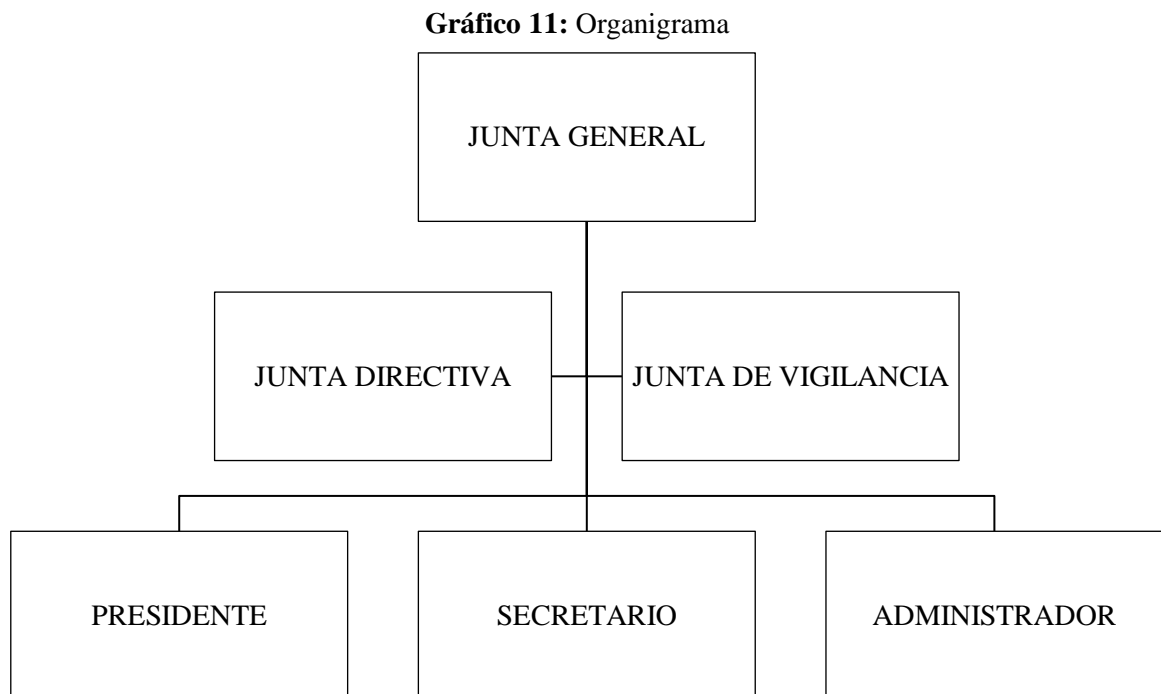 Gráfico 11: Organigrama
JUNTA GENERAL
JUNTA DIRECTIVA
JUNTA DE VIGILANCIA
PRESIDENTE
SECRETARIO
ADMINISTRADOR